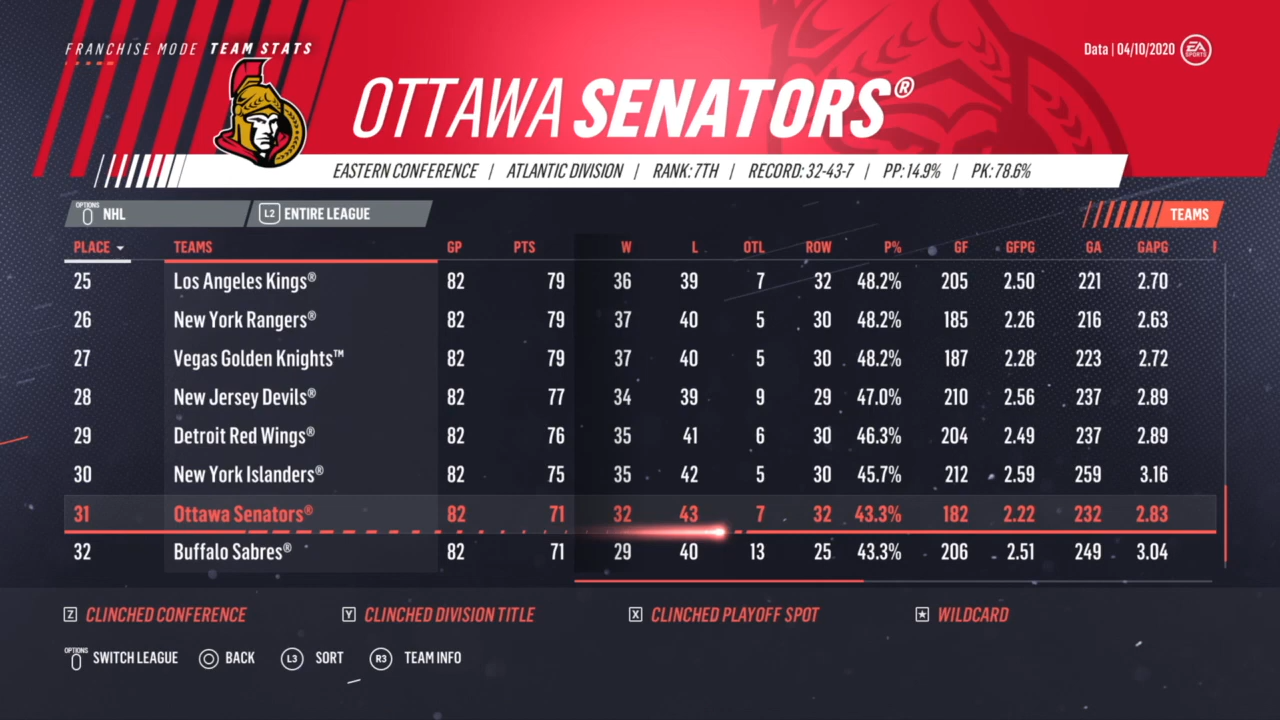 FRANCHISE MODE TEAM STATS
Data | 04/10/2020 EA SPORTS
OTTAWA SENATORS®
EASTERN CONFERENCE / ATLANTIC DIVISION / RANK: 7TH / RECORD: 32-43-7 / PP: 14.9% / PK: 78.6%
OPTIONS NHL L2 ENTIRE LEAGUE TEAMS
PLACE TEAMS GP PTS W L OTL ROW P% GF GFPG GA GAPG
25 Los Angeles Kings® 82 79 36 39 7 32 48.2% 205 2.50 221 2.70
26 New York Rangers® 82 79 37 40 5 30 48.2% 185 2.26 216 2.63
27 Vegas Golden Knights™ 82 79 37 40 5 30 48.2% 187 2.28 223 2.72
28 New Jersey Devils® 82 77 34 39 9 29 47.0% 210 2.56 237 2.89
29 Detroit Red Wings® 82 76 35 41 6 30 46.3% 204 2.49 237 2.89
30 New York Islanders® 82 75 35 42 5 30 45.7% 212 2.59 259 3.16
31 Ottawa Senators® 82 71 32 43 7 32 43.3% 182 2.22 232 2.83
32 Buffalo Sabres® 82 71 29 40 13 25 43.3% 206 2.51 249 3.04
Z CLINCHED CONFERENCE Y CLINCHED DIVISION TITLE X CLINCHED PLAYOFF SPOT ★ WILDCARD
OPTIONS SWITCH LEAGUE BACK L3 SORT R3 TEAM INFO